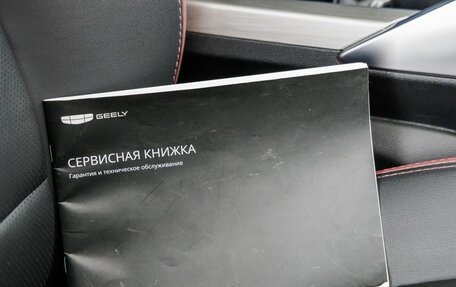 GEELY
СЕРВИСНАЯ КНИЖКА
Гарантия и техническое обслуживание